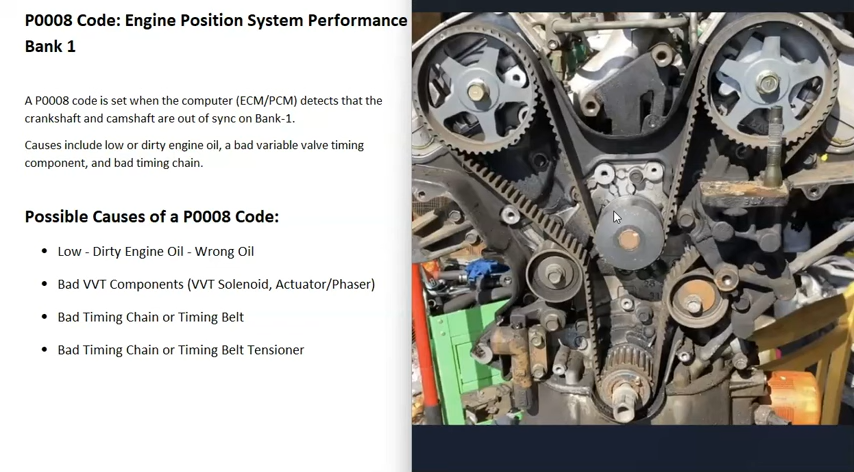 P0008 Code: Engine Position System Performance
Bank 1
A P0008 code is set when the computer (ECM/PCM) detects that the
crankshaft and camshaft are out of sync on Bank-1.
Causes include low or dirty engine oil, a bad variable valve timing
component, and bad timing chain.
Possible Causes of a P0008 Code:
• Low - Dirty Engine Oil - Wrong Oil
• Bad VVT Components (VVT Solenoid, Actuator/Phaser)
• Bad Timing Chain or Timing Belt
• Bad Timing Chain or Timing Belt Tensioner